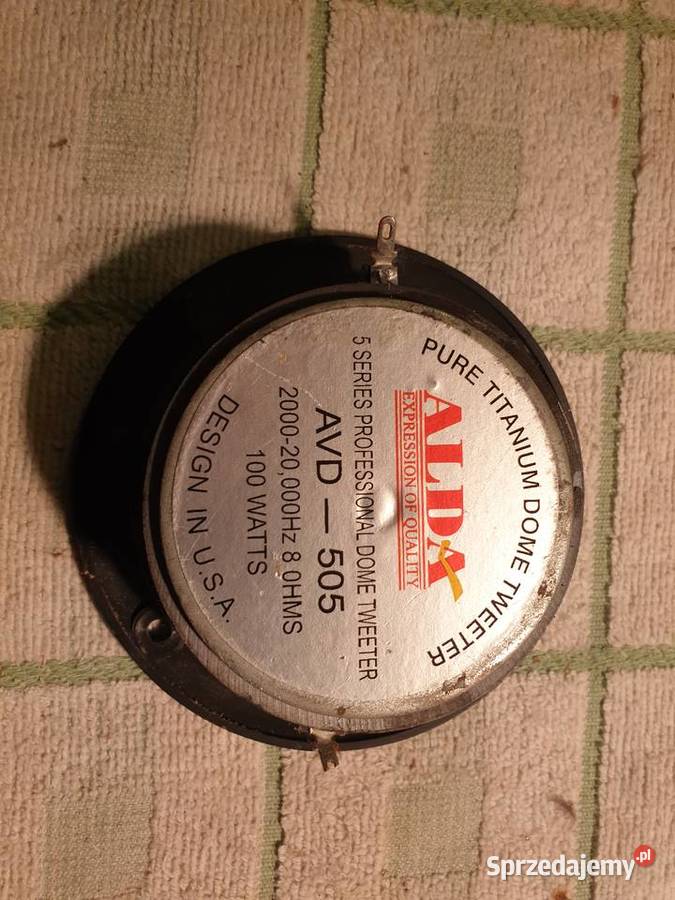 PURE TITANIUM DOME TWEETER
ALDA
EXPRESSION OF QUALITY
5 SERIES PROFESSIONAL DOME TWEETER
AVD — 505
2000-20,000Hz 8 OHMS
100 WATTS
DESIGN IN U.S.A.
Sprzedajemy.pl